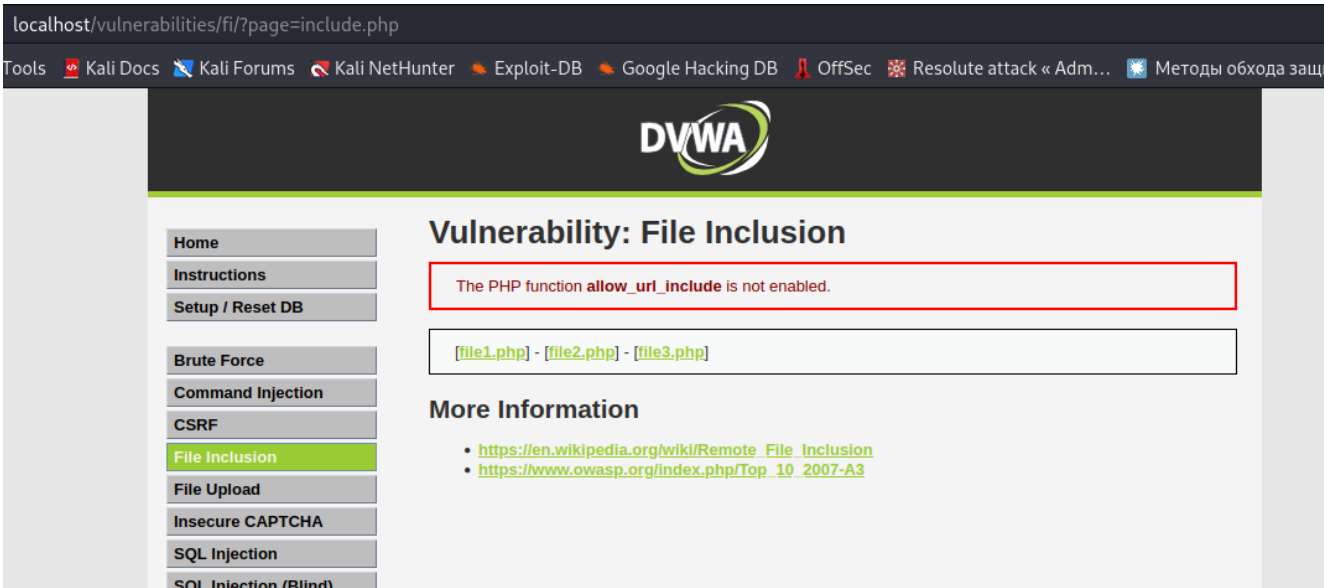 localhost/vulnerabilities/fi/?page=include.php
Tools Kali Docs Kali Forums Kali NetHunter Exploit-DB Google Hacking DB OffSec Resolute attack « Adm… Методы обхода защи
DVWA
Home
Instructions
Setup / Reset DB
Brute Force
Command Injection
CSRF
File Inclusion
File Upload
Insecure CAPTCHA
SQL Injection
SQL Injection (Blind)
Vulnerability: File Inclusion
The PHP function allow_url_include is not enabled.
[file1.php] - [file2.php] - [file3.php]
More Information
https://en.wikipedia.org/wiki/Remote_File_Inclusion
https://www.owasp.org/index.php/Top_10_2007-A3